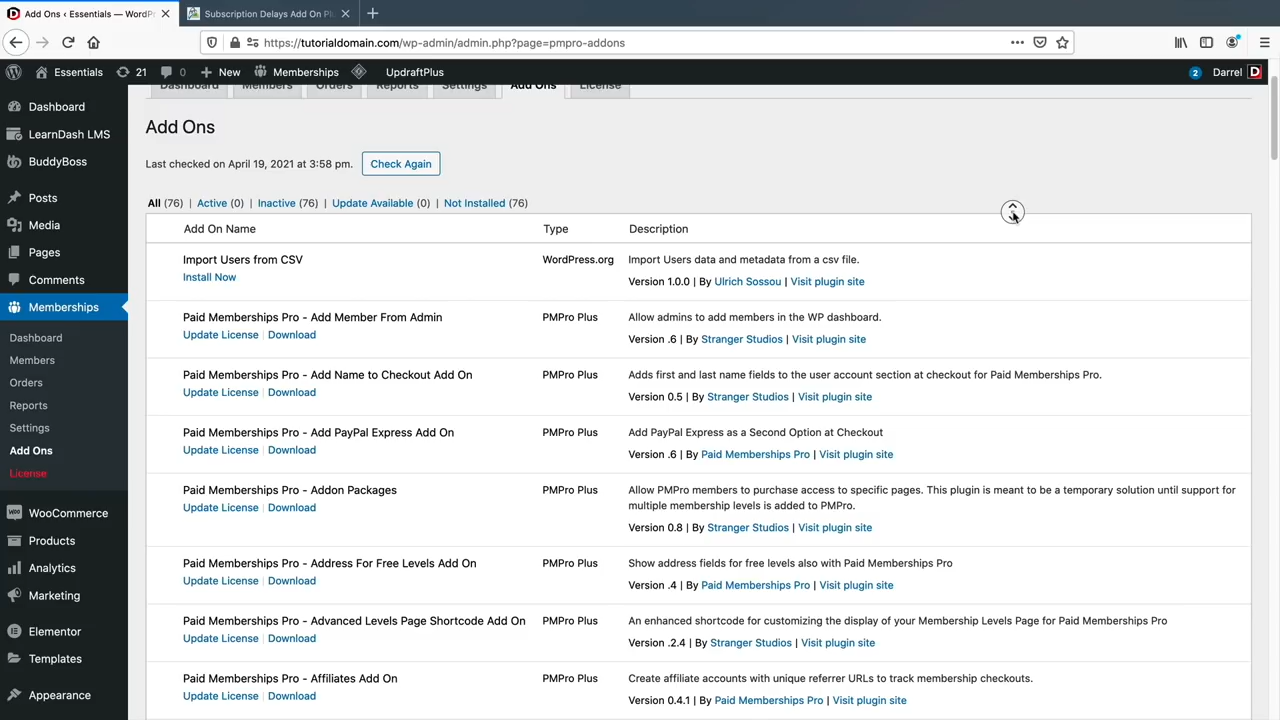 Add Ons ‹ Essentials — WordPr
Subscription Delays Add On Pl
https://tutorialdomain.com/wp-admin/admin.php?page=pmpro-addons
Essentials
21
0
New
Memberships
UpdraftPlus
2
Darrel
D
Dashboard
LearnDash LMS
BuddyBoss
Posts
Media
Pages
Comments
Memberships
Dashboard
Members
Orders
Reports
Settings
Add Ons
License
WooCommerce
Products
Analytics
Marketing
Elementor
Templates
Appearance
Dashboard Members Orders Reports Settings Add Ons License
Add Ons
Last checked on April 19, 2021 at 3:58 pm. Check Again
All (76) | Active (0) | Inactive (76) | Update Available (0) | Not Installed (76)
Add On Name Type Description
Import Users from CSV WordPress.org Import Users data and metadata from a csv file.
Install Now Version 1.0.0 | By Ulrich Sossou | Visit plugin site
Paid Memberships Pro - Add Member From Admin PMPro Plus Allow admins to add members in the WP dashboard.
Update License | Download Version .6 | By Stranger Studios | Visit plugin site
Paid Memberships Pro - Add Name to Checkout Add On PMPro Plus Adds first and last name fields to the user account section at checkout for Paid Memberships Pro.
Update License | Download Version 0.5 | By Stranger Studios | Visit plugin site
Paid Memberships Pro - Add PayPal Express Add On PMPro Plus Add PayPal Express as a Second Option at Checkout
Update License | Download Version .6 | By Paid Memberships Pro | Visit plugin site
Paid Memberships Pro - Addon Packages PMPro Plus Allow PMPro members to purchase access to specific pages. This plugin is meant to be a temporary solution until support for
Update License | Download multiple membership levels is added to PMPro.
Version 0.8 | By Stranger Studios | Visit plugin site
Paid Memberships Pro - Address For Free Levels Add On PMPro Plus Show address fields for free levels also with Paid Memberships Pro
Update License | Download Version .4 | By Paid Memberships Pro | Visit plugin site
Paid Memberships Pro - Advanced Levels Page Shortcode Add On PMPro Plus An enhanced shortcode for customizing the display of your Membership Levels Page for Paid Memberships Pro
Update License | Download Version .2.4 | By Stranger Studios | Visit plugin site
Paid Memberships Pro - Affiliates Add On PMPro Plus Create affiliate accounts with unique referrer URLs to track membership checkouts.
Update License | Download Version 0.4.1 | By Paid Memberships Pro | Visit plugin site